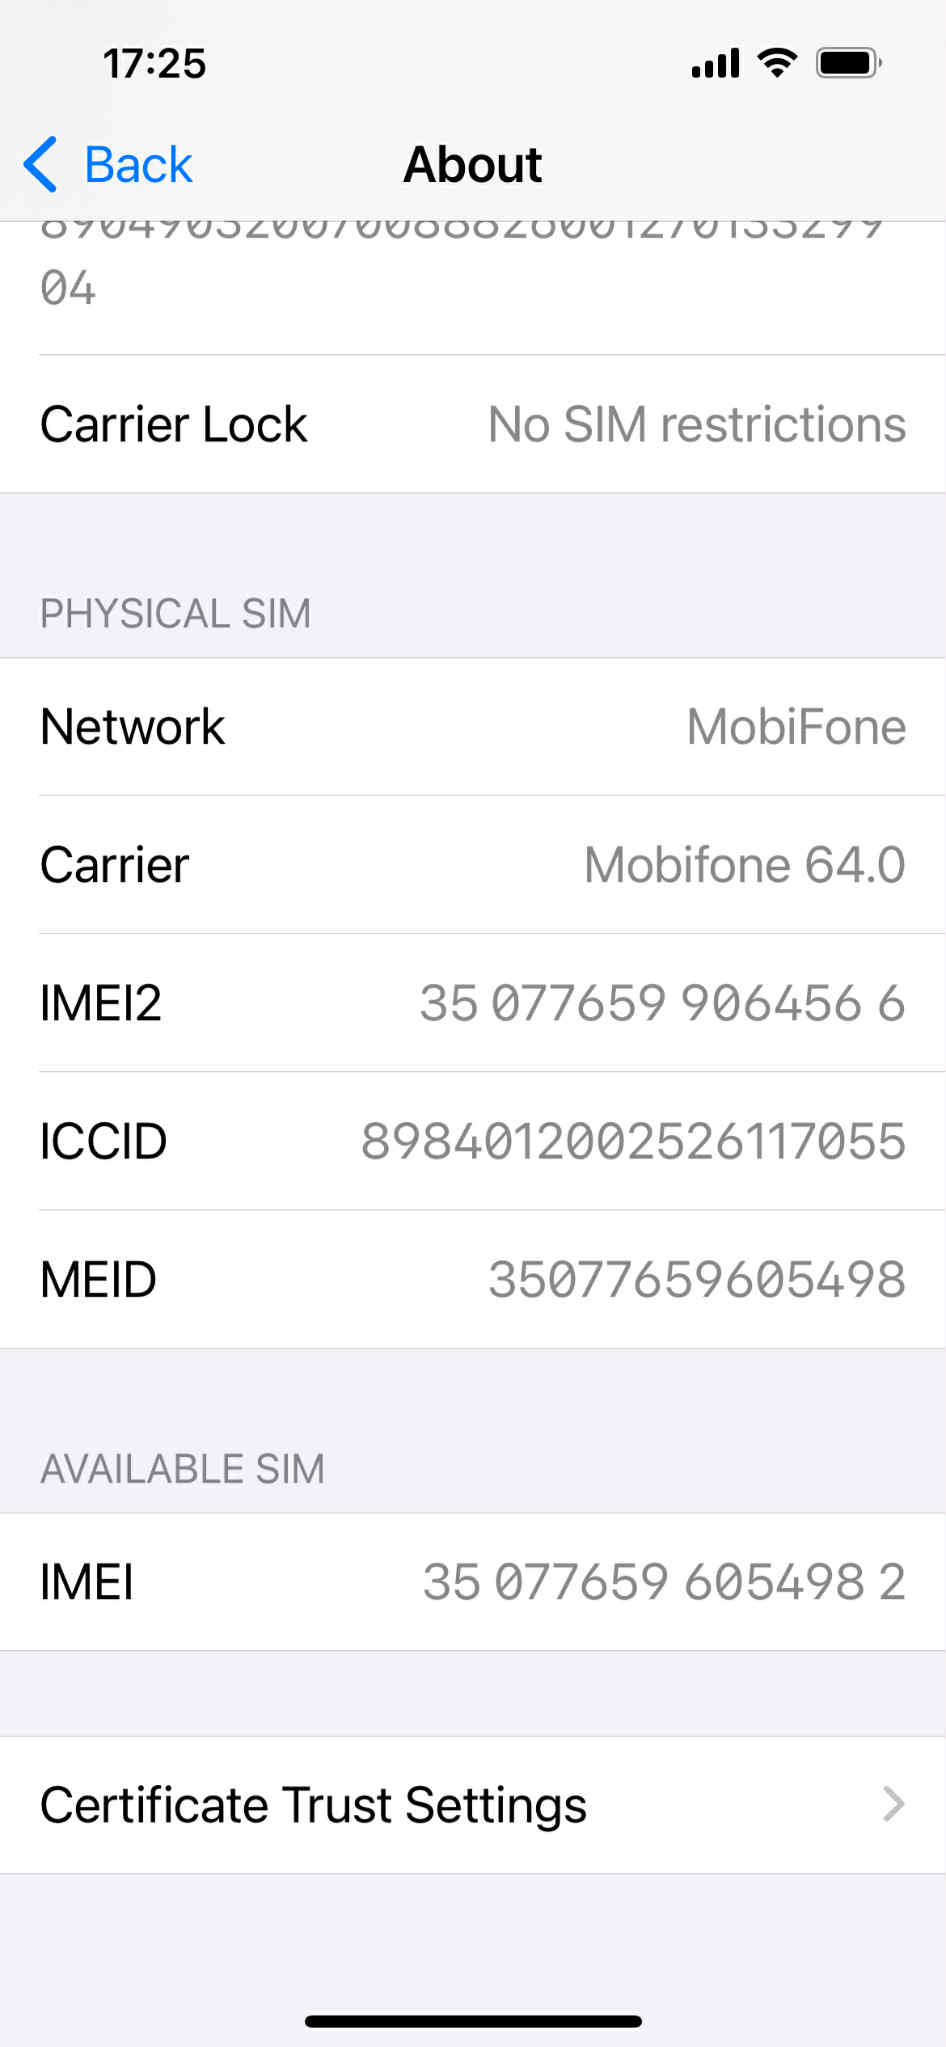 17:25
Back
About
890490320070088826001270133299
04
Carrier Lock
No SIM restrictions
PHYSICAL SIM
Network
MobiFone
Carrier
Mobifone 64.0
IMEI2
35 077659 906456 6
ICCID
8984012002526117055
MEID
35077659605498
AVAILABLE SIM
IMEI
35 077659 605498 2
Certificate Trust Settings